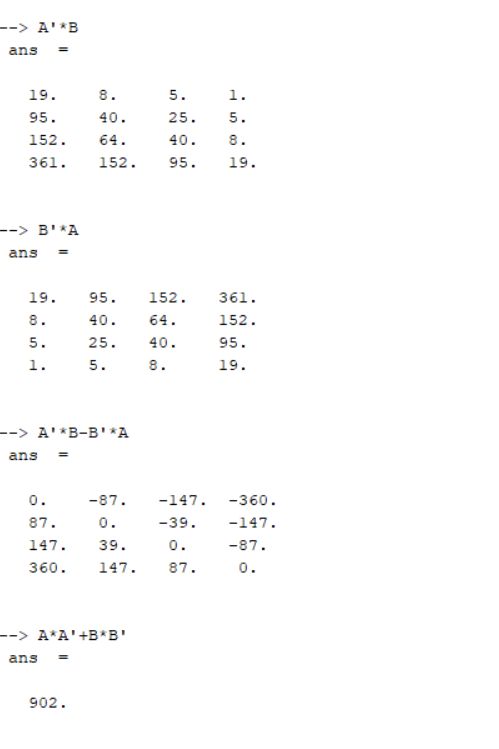 --> A'*B
ans =
19. 8. 5. 1.
95. 40. 25. 5.
152. 64. 40. 8.
361. 152. 95. 19.
--> B'*A
ans =
19. 95. 152. 361.
8. 40. 64. 152.
5. 25. 40. 95.
1. 5. 8. 19.
--> A'*B-B'*A
ans =
0. -87. -147. -360.
87. 0. -39. -147.
147. 39. 0. -87.
360. 147. 87. 0.
--> A*A'+B*B'
ans =
902.